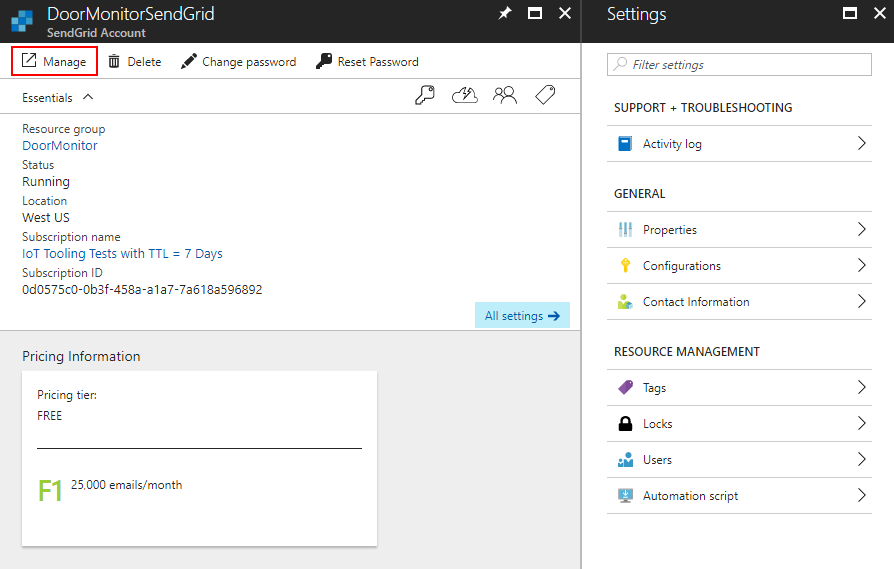 DoorMonitorSendGrid
SendGrid Account
Manage
Delete
Change password
Reset Password
Essentials
Resource group
DoorMonitor
Status
Running
Location
West US
Subscription name
IoT Tooling Tests with TTL = 7 Days
Subscription ID
0d0575c0-0b3f-458a-a1a7-7a618a596892
All settings
Pricing Information
Pricing tier:
FREE
F1
25,000 emails/month
Settings
Filter settings
SUPPORT + TROUBLESHOOTING
Activity log
GENERAL
Properties
Configurations
Contact Information
RESOURCE MANAGEMENT
Tags
Locks
Users
Automation script